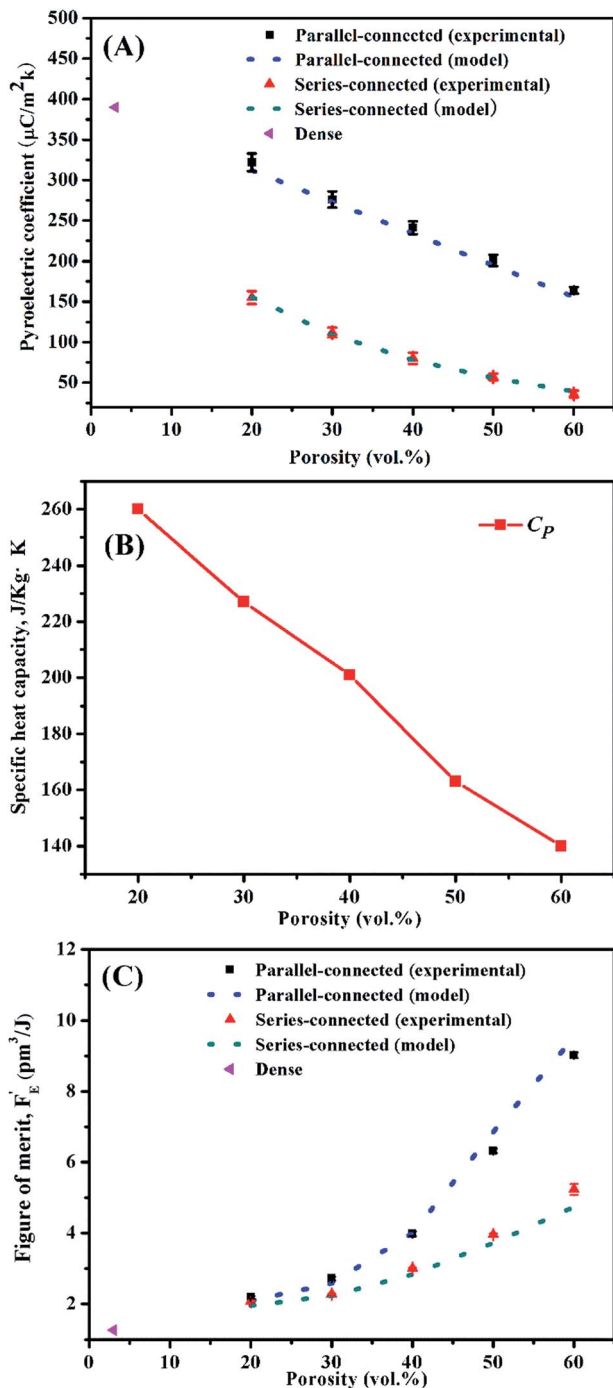 (A)
Parallel-connected (experimental)
Parallel-connected (model)
Series-connected (experimental)
Series-connected (model)
Dense
Pyroelectric coefficient (μC/m²k)
500
450
400
350
300
250
200
150
100
50
0 10 20 30 40 50 60
Porosity (vol.%)
(B)
C_P
Specific heat capacity, J/Kg· K
260
240
220
200
180
160
140
20 30 40 50 60
Porosity (vol.%)
(C)
Parallel-connected (experimental)
Parallel-connected (model)
Series-connected (experimental)
Series-connected (model)
Dense
Figure of merit, F'_E (pm³/J)
12
10
8
6
4
2
0 10 20 30 40 50 60
Porosity (vol.%)